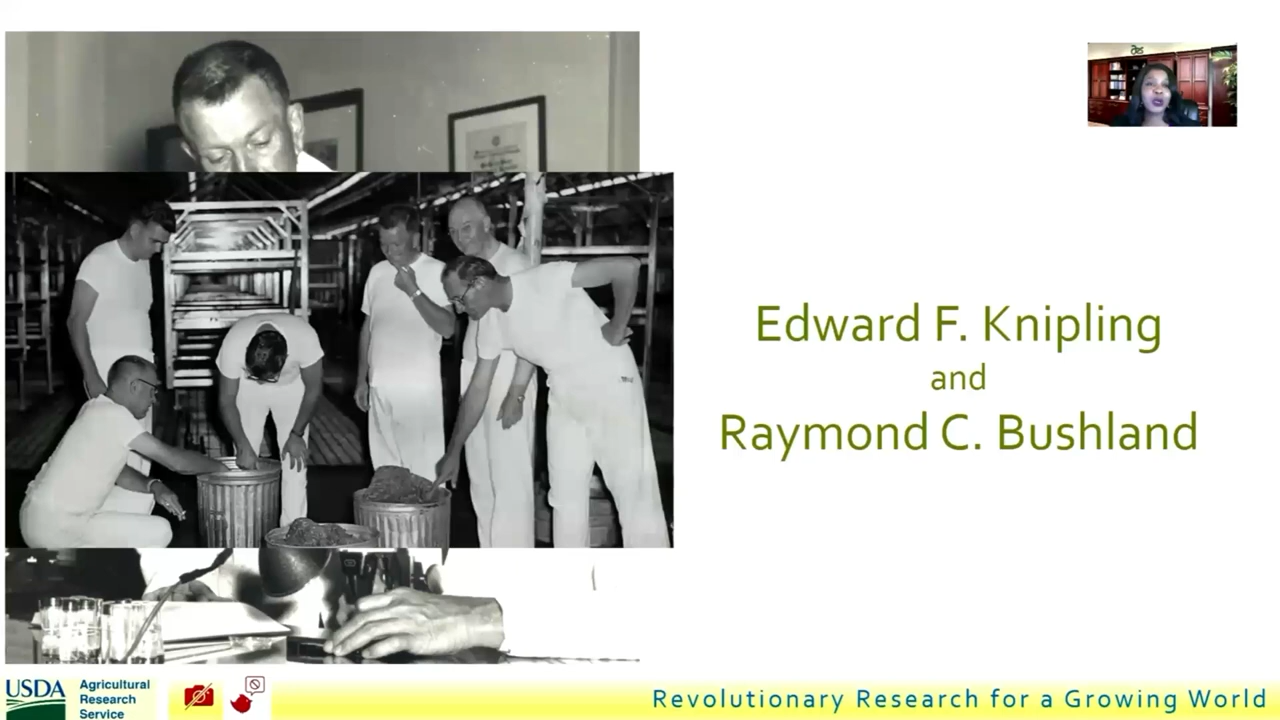 Edward F. Knipling
and
Raymond C. Bushland
USDA
Agricultural
Research
Service
Revolutionary Research for a Growing World